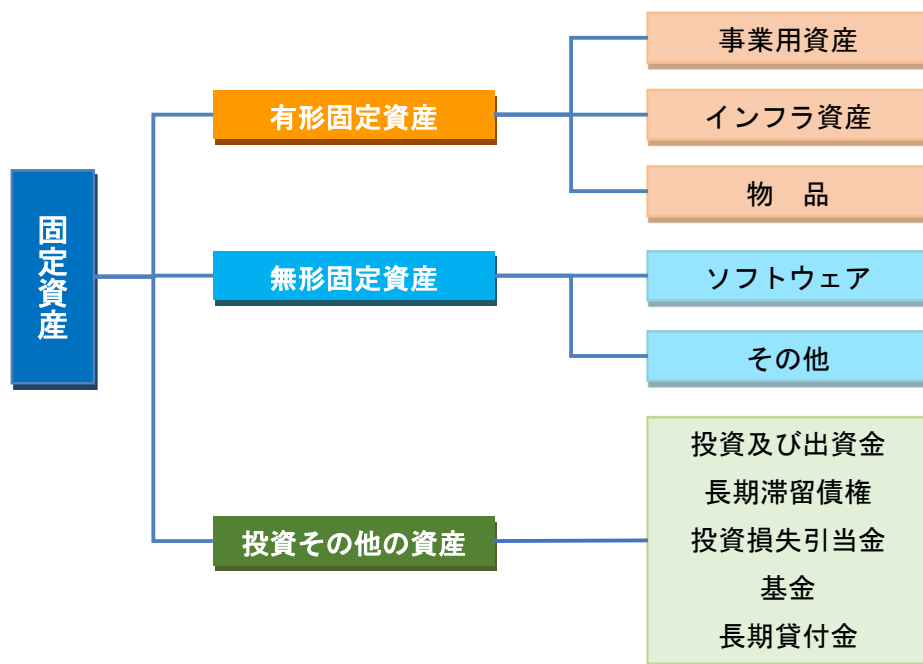 固定資産
有形固定資産
事業用資産
インフラ資産
物　品
無形固定資産
ソフトウェア
その他
投資その他の資産
投資及び出資金
長期滞留債権
投資損失引当金
基金
長期貸付金